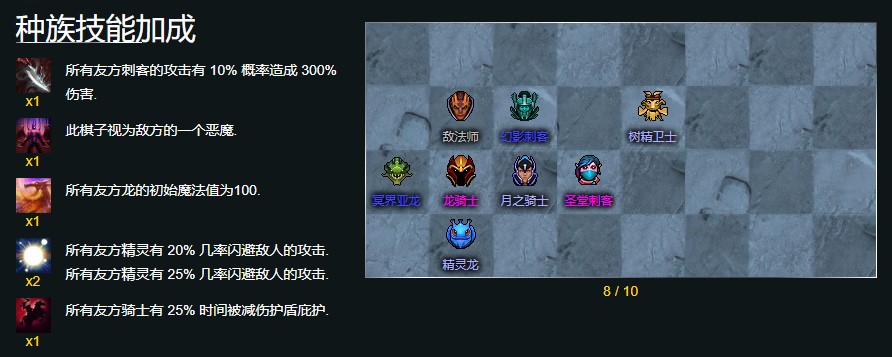 种族技能加成
所有友方刺客的攻击有 10% 概率造成 300%
伤害.
x1
此棋子视为敌方的一个恶魔.
x1
所有友方龙的初始魔法值为100.
x1
所有友方精灵有 20% 几率闪避敌人的攻击.
所有友方精灵有 25% 几率闪避敌人的攻击.
x2
所有友方骑士有 25% 时间被减伤护盾庇护.
x1
敌法师
幻影刺客
树精卫士
冥界亚龙
龙骑士
月之骑士
圣堂刺客
精灵龙
8 / 10